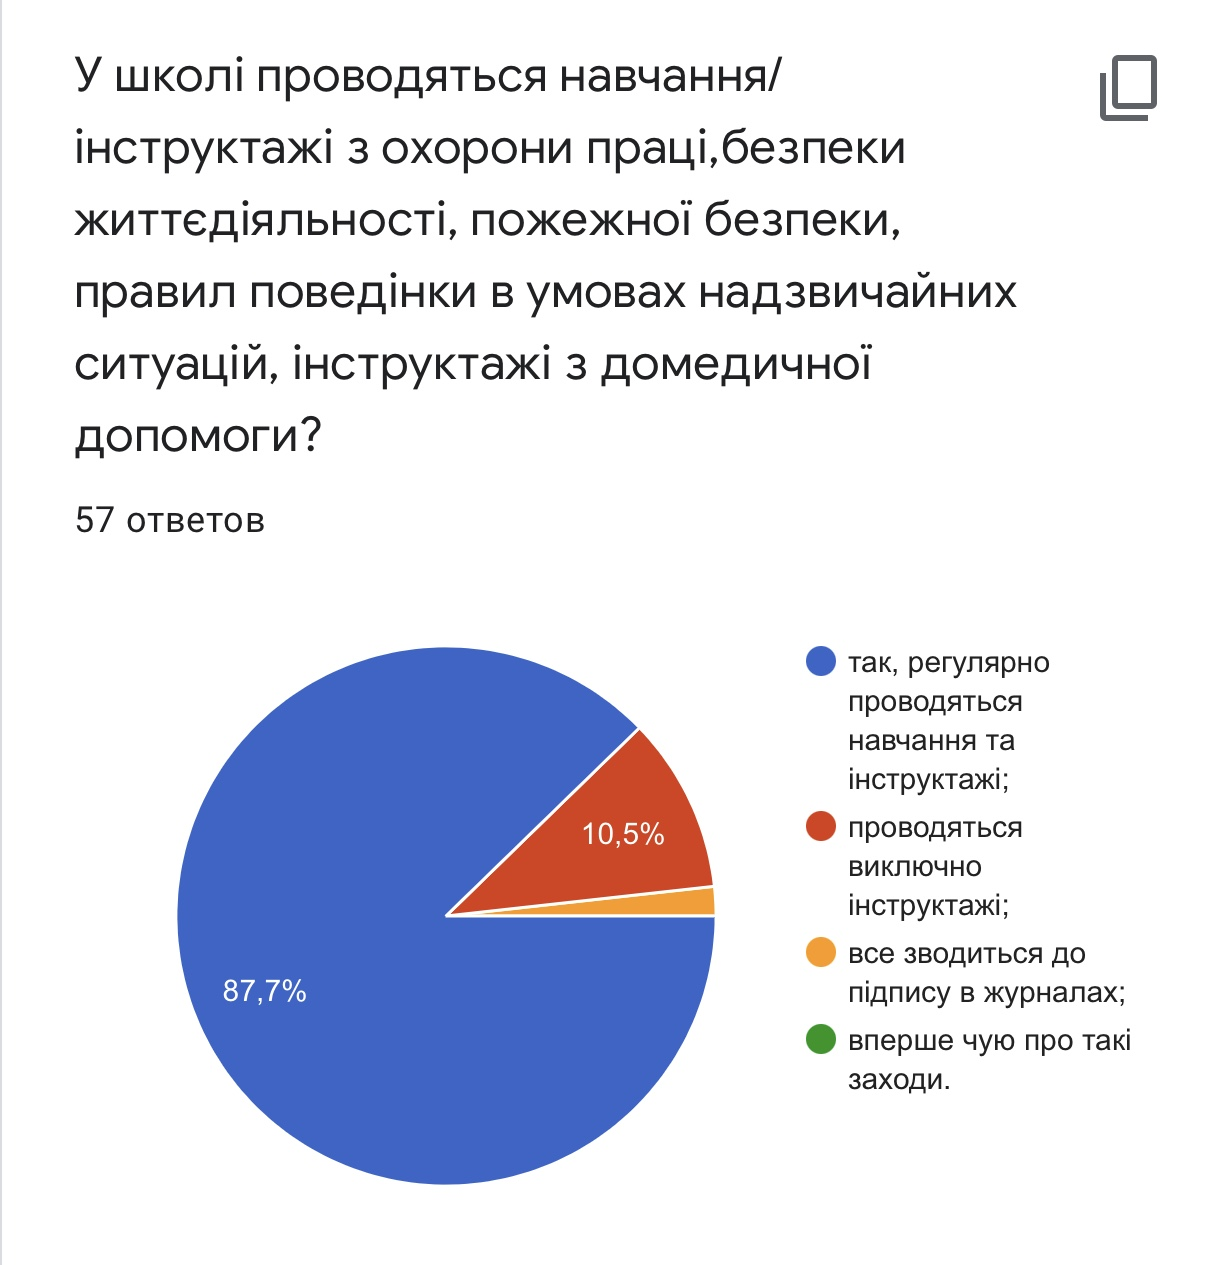 У школі проводяться навчання/
інструктажі з охорони праці,безпеки
життєдіяльності, пожежної безпеки,
правил поведінки в умовах надзвичайних
ситуацій, інструктажі з домедичної
допомоги?
57 ответов
так, регулярно
проводяться
навчання та
інструктажі;
проводяться
виключно
інструктажі;
все зводиться до
підпису в журналах;
вперше чую про такі
заходи.
10,5%
87,7%